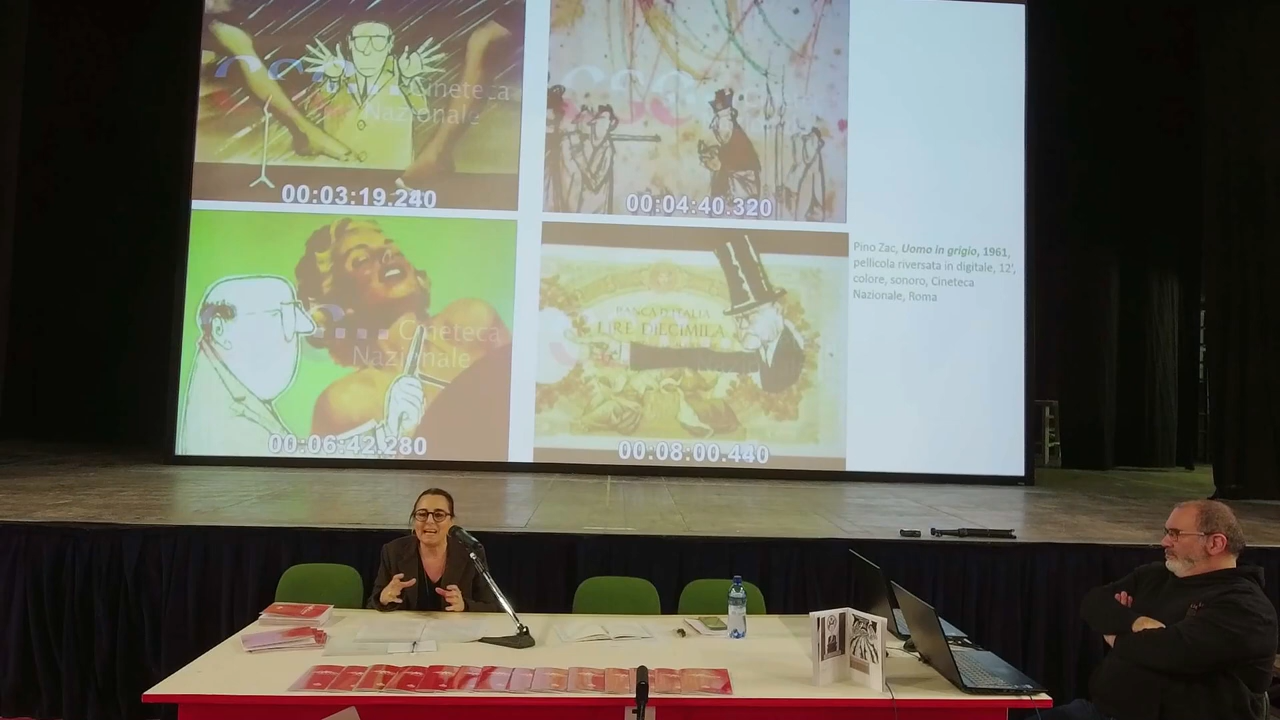 csc... Cineteca
Nazionale
00:03:19.240
csc
00:04:40.320
Cineteca
Nazionale
00:06:42.280
BANCA D'ITALIA
LIRE DIECIMILA
00:08:00.440
Pino Zac, Uomo in grigio, 1961,
pellicola riversata in digitale, 12',
colore, sonoro, Cineteca
Nazionale, Roma